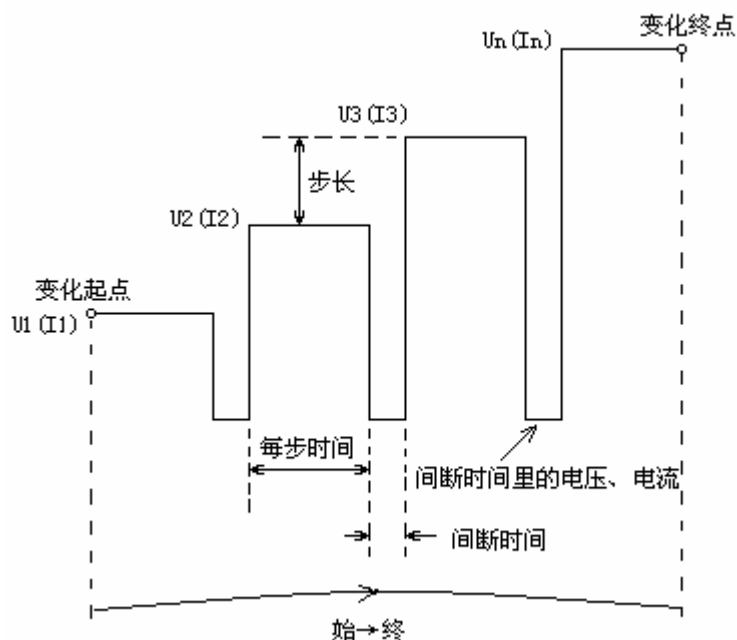 变化终点
Un(In)
U3(I3)
步长
U2(I2)
变化起点
U1(I1)
每步时间
间断时间里的电压、电流
间断时间
始→终